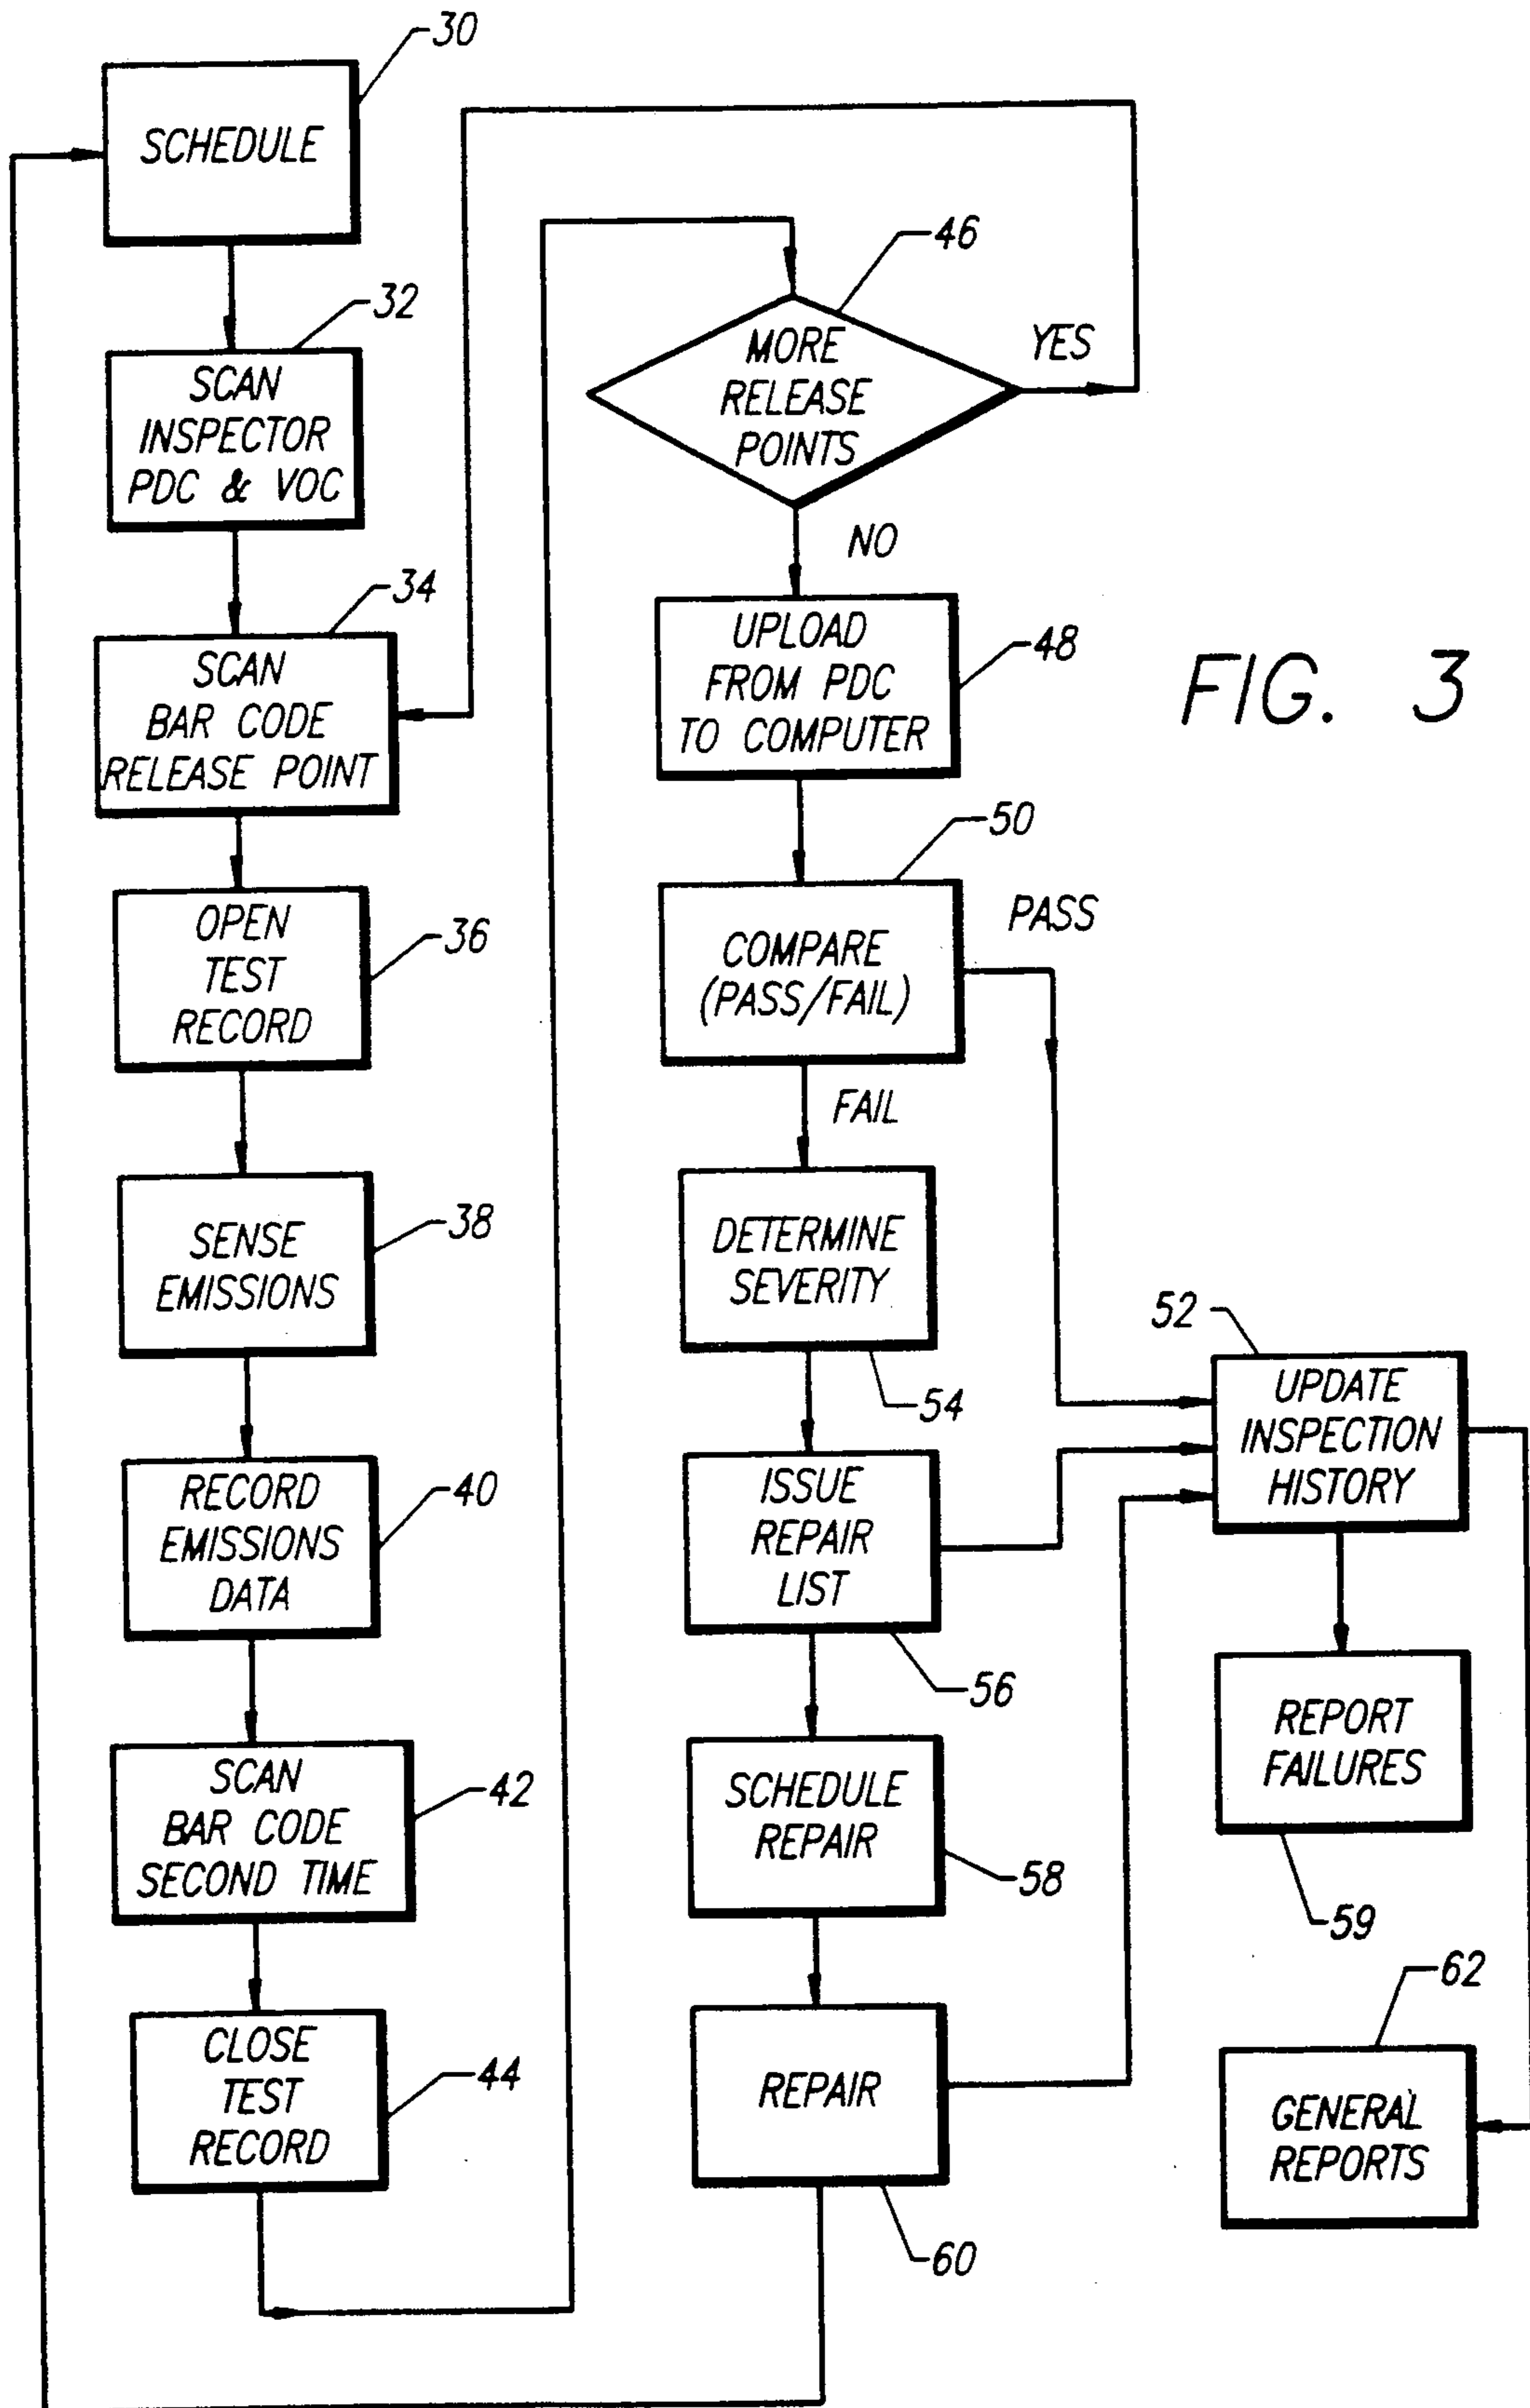 30
SCHEDULE
32
SCAN
INSPECTOR
PDC & VOC
34
SCAN
BAR CODE
RELEASE POINT
36
OPEN
TEST
RECORD
38
SENSE
EMISSIONS
40
RECORD
EMISSIONS
DATA
42
SCAN
BAR CODE
SECOND TIME
44
CLOSE
TEST
RECORD
46
MORE
RELEASE
POINTS
YES
NO
48
UPLOAD
FROM PDC
TO COMPUTER
50
COMPARE
(PASS/FAIL)
PASS
FAIL
DETERMINE
SEVERITY
54
ISSUE
REPAIR
LIST
56
SCHEDULE
REPAIR
58
REPAIR
60
52
UPDATE
INSPECTION
HISTORY
REPORT
FAILURES
59
62
GENERAL
REPORTS
FIG. 3